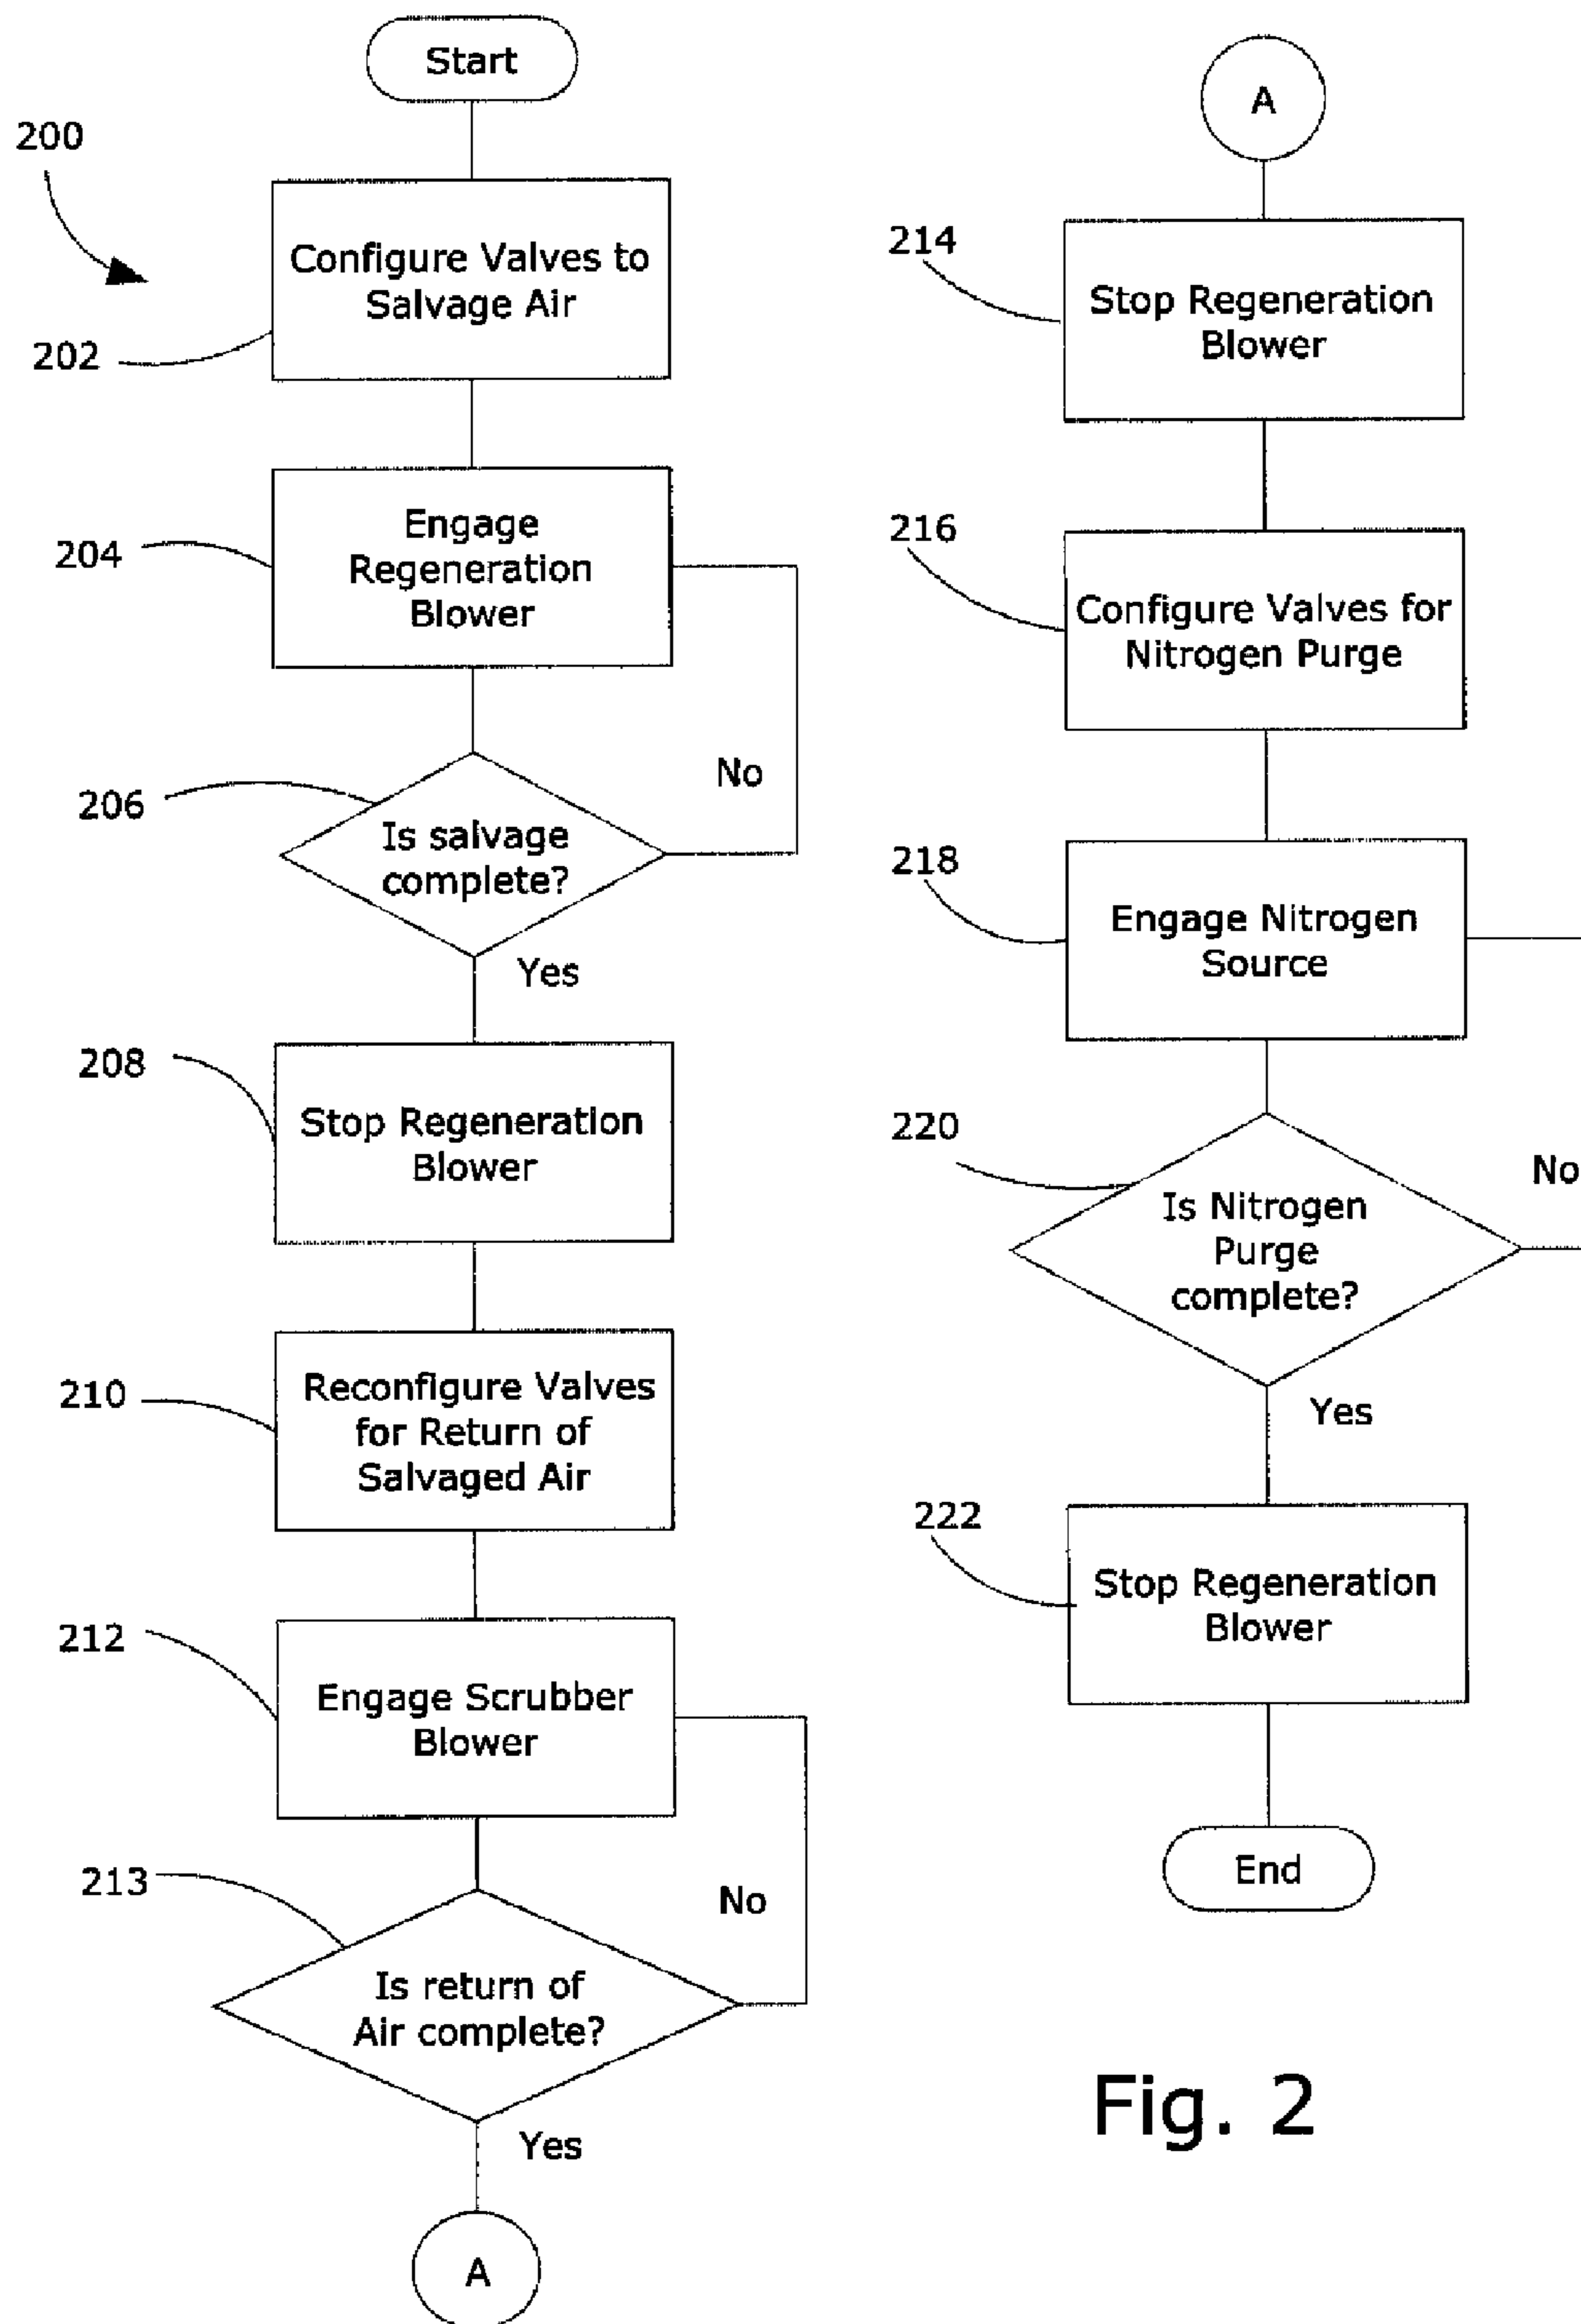 Start
200
Configure Valves to
Salvage Air
202
Engage
Regeneration
Blower
204
No
206
Is salvage
complete?
Yes
208
Stop Regeneration
Blower
210
Reconfigure Valves
for Return of
Salvaged Air
212
Engage Scrubber
Blower
213
No
Is return of
Air complete?
Yes
A
A
214
Stop Regeneration
Blower
216
Configure Valves for
Nitrogen Purge
218
Engage Nitrogen
Source
220
No
Is Nitrogen
Purge
complete?
Yes
222
Stop Regeneration
Blower
End
Fig. 2